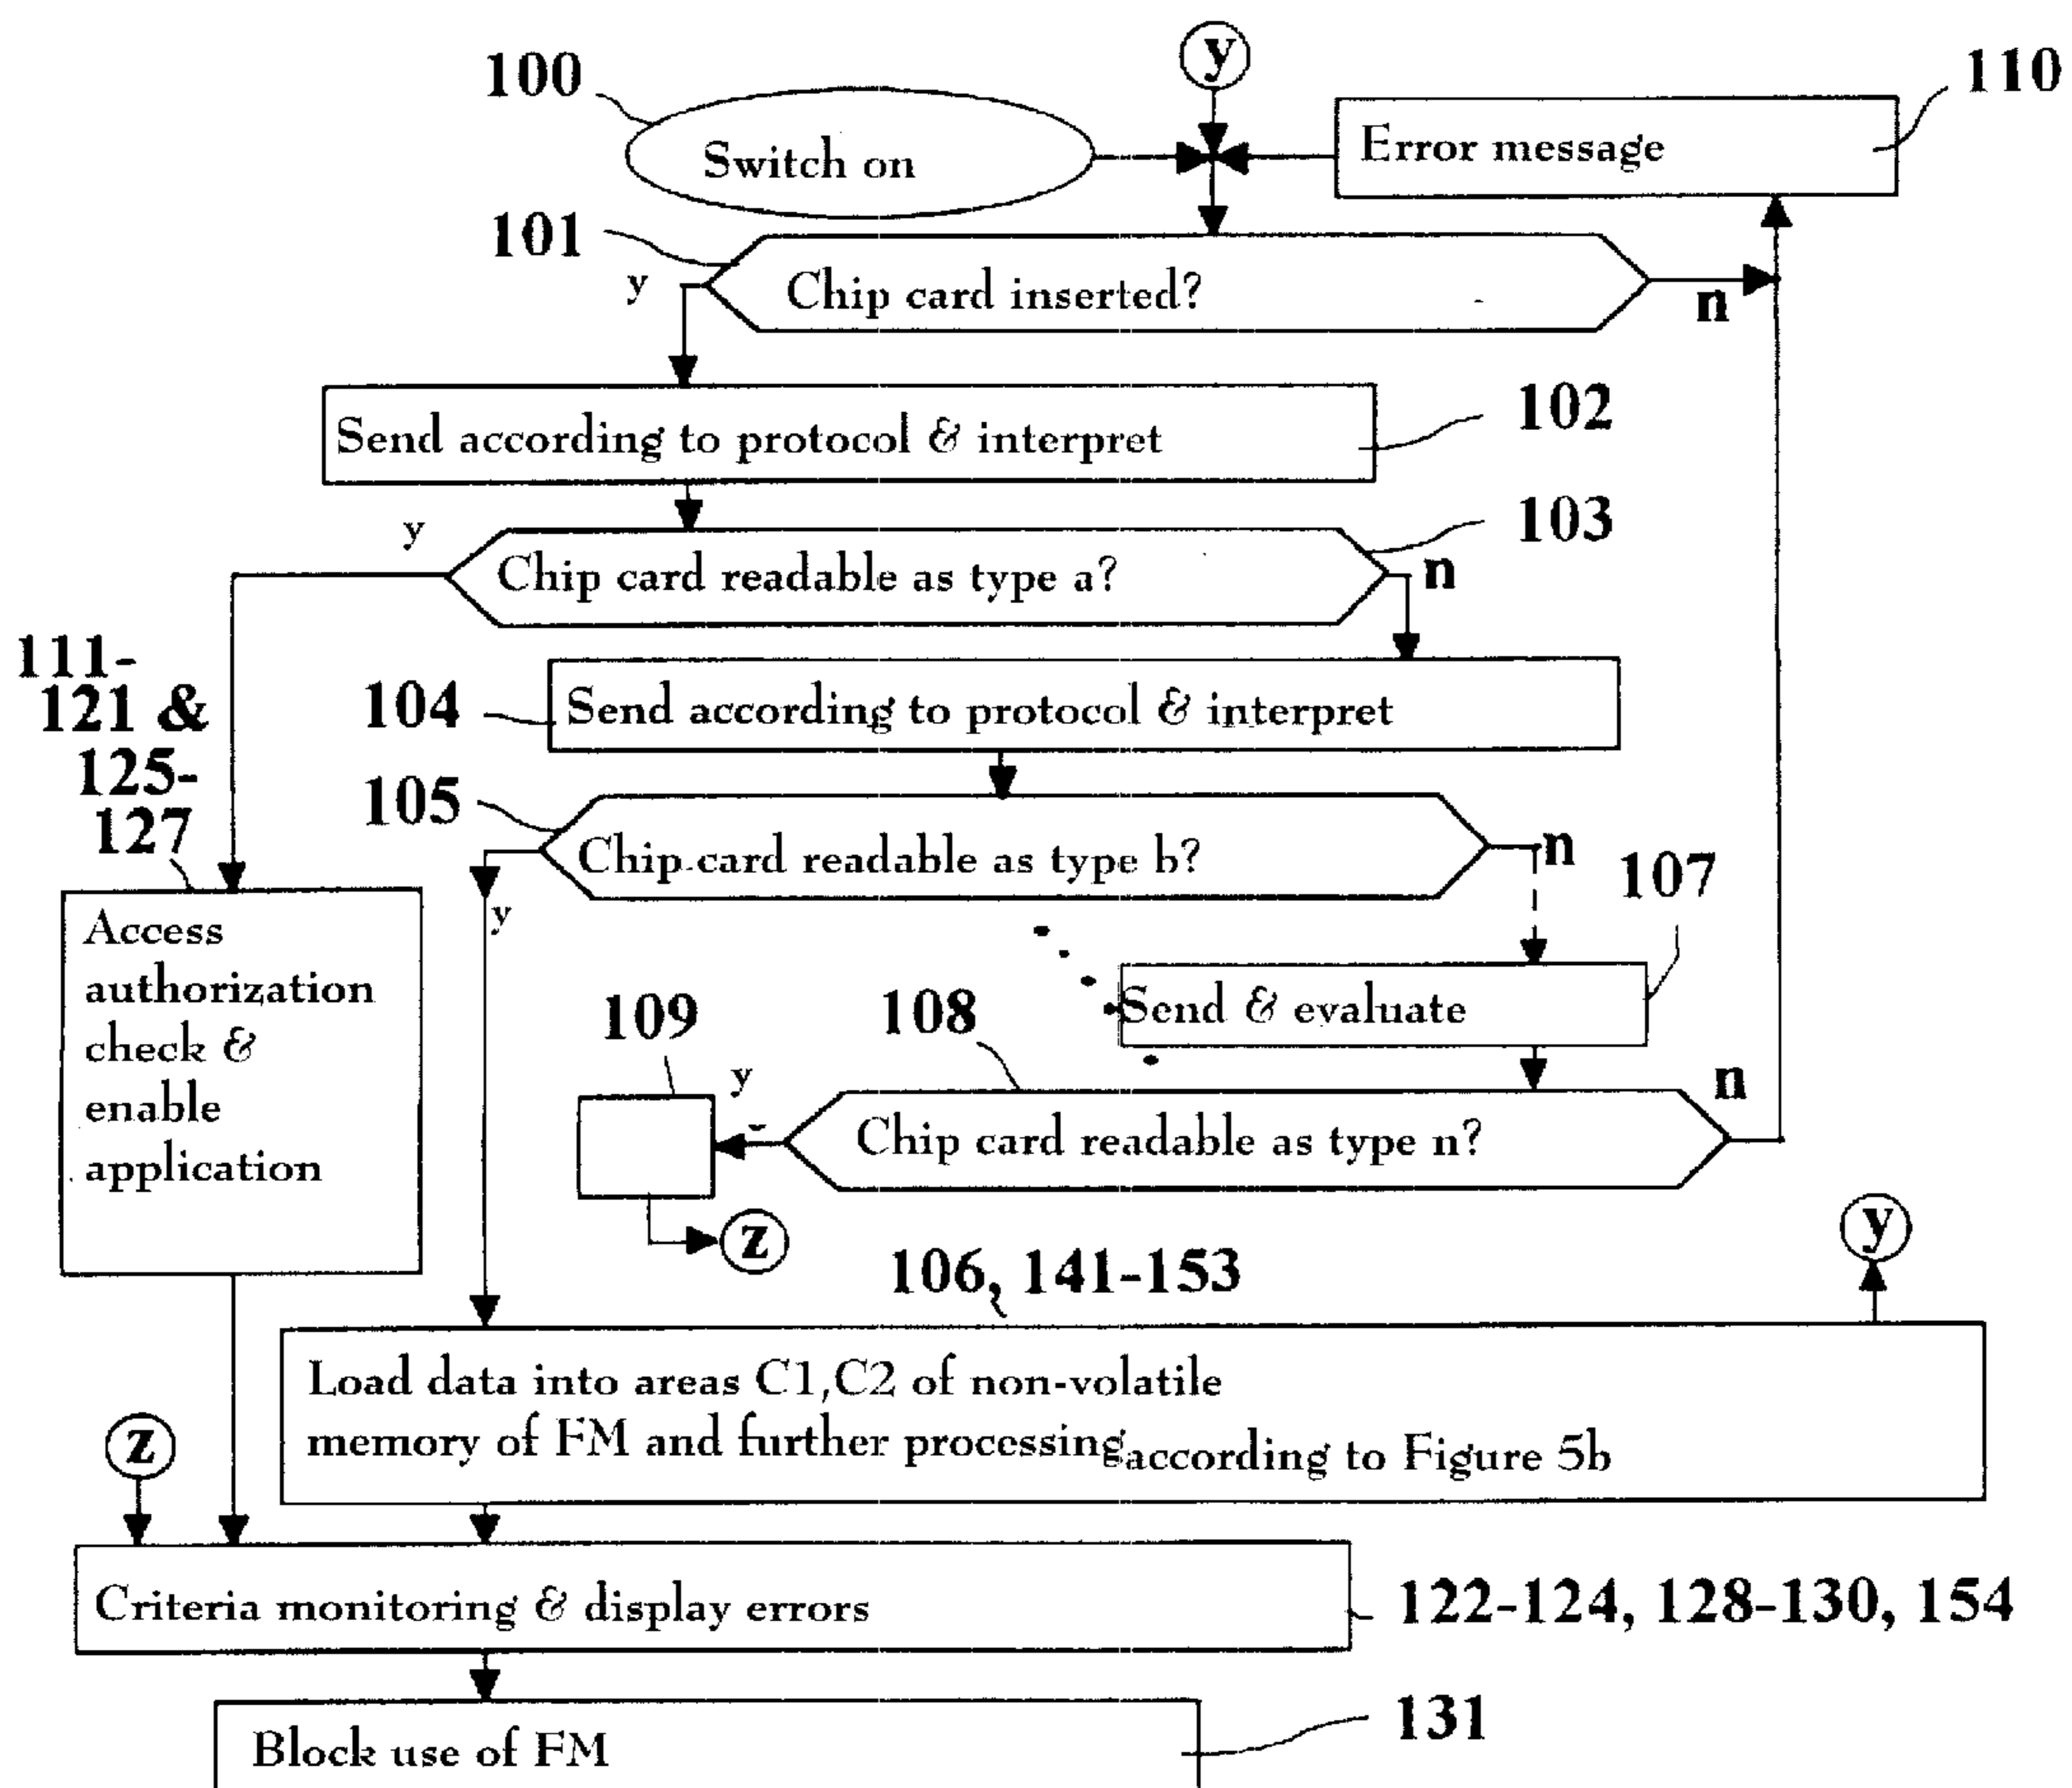 y
100
110
Switch on
Error message
101
y
Chip card inserted?
n
102
Send according to protocol & interpret
103
y
Chip card readable as type a?
n
111-
121 &
125-
127
104
Send according to protocol & interpret
105
Chip card readable as type b?
n
y
107
Access
authorization
check &
enable
application
Send & evaluate
109
108
y
n
Chip card readable as type n?
z
y
106, 141-153
Load data into areas C1,C2 of non-volatile
memory of FM and further processing according to Figure 5b
z
Criteria monitoring & display errors
122-124, 128-130, 154
131
Block use of FM